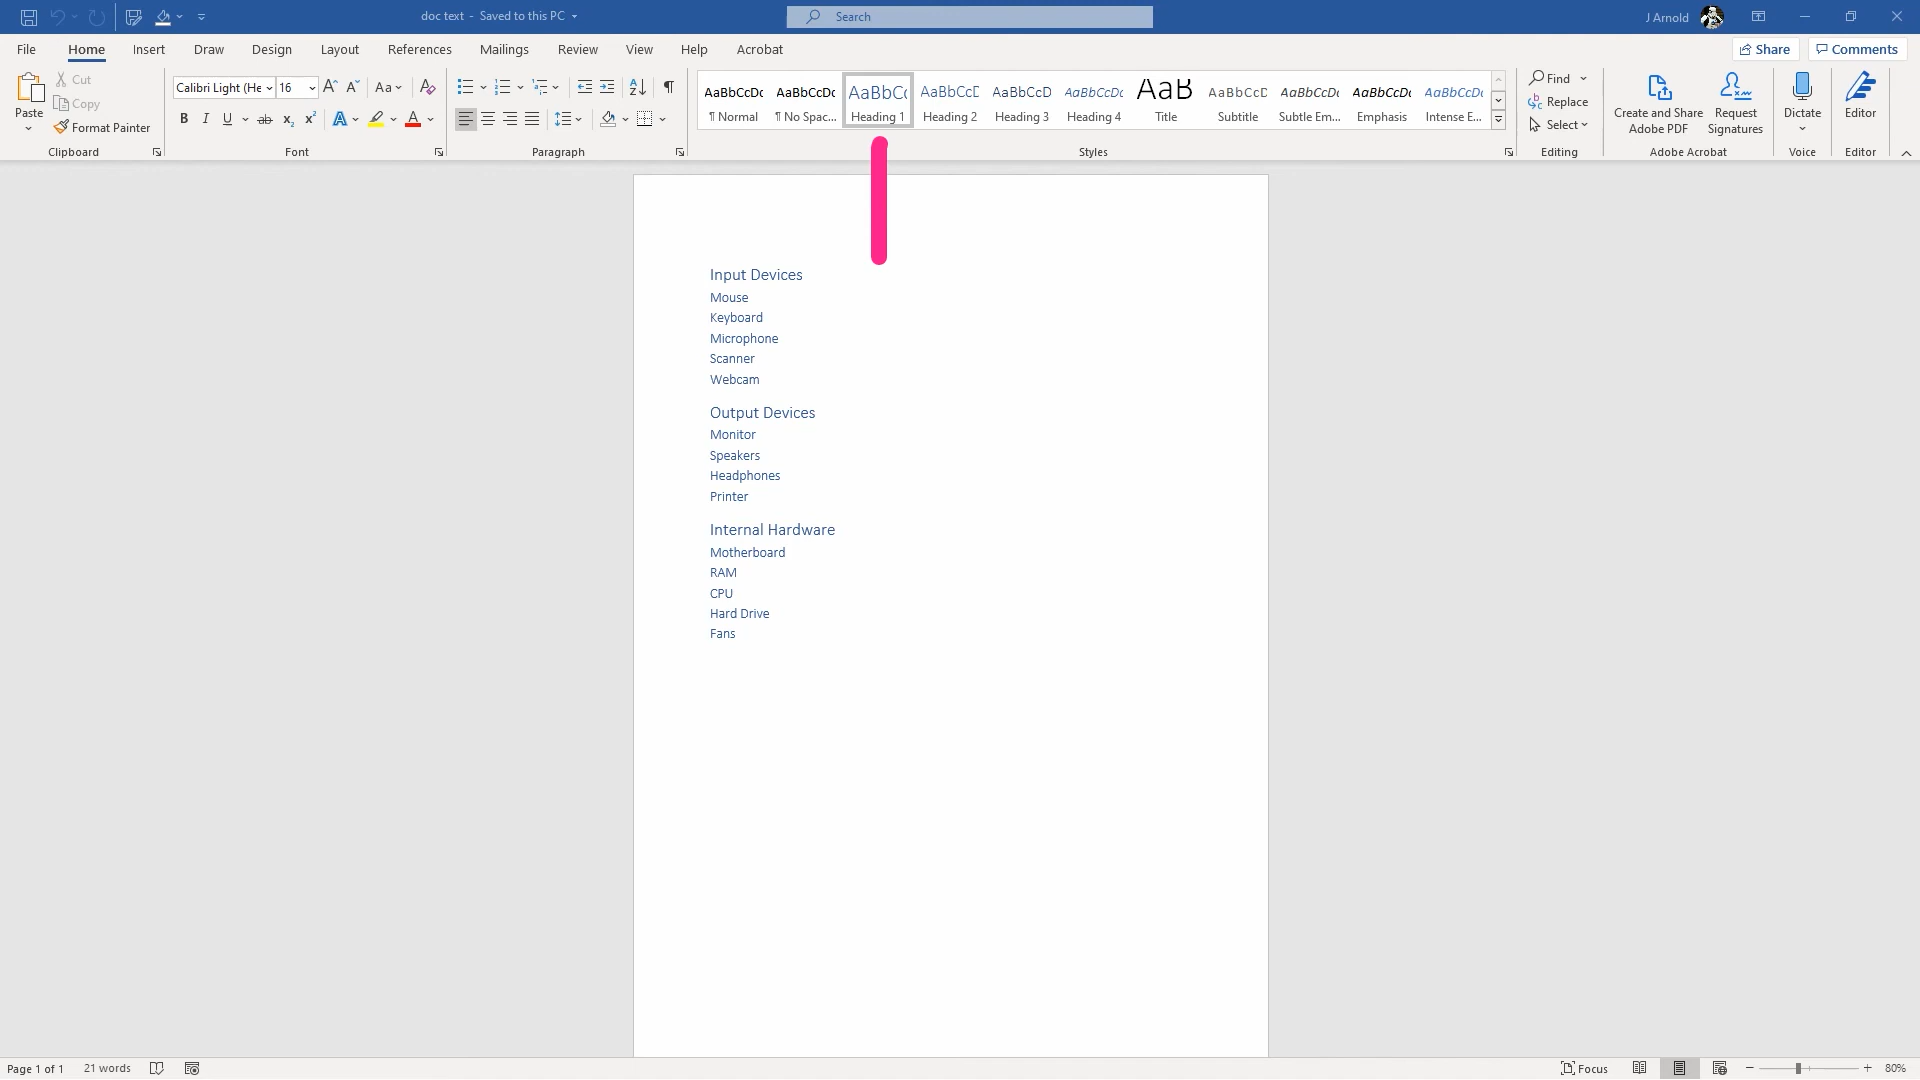 doc text - Saved to this PC
Search
J Arnold
File Home Insert Draw Design Layout References Mailings Review View Help Acrobat
Share Comments
Paste
Cut
Copy
Format Painter
Clipboard
Calibri Light (He 16
Aa
B I U ab x₂ x² A A
Font
Paragraph
AaBbCcDc AaBbCcDc AaBbCc AaBbCcD AaBbCcD AaBbCcDc AaB AaBbCcD AaBbCcDc AaBbCcDc AaBbCcDc
¶ Normal ¶ No Spac... Heading 1 Heading 2 Heading 3 Heading 4 Title Subtitle Subtle Em... Emphasis Intense E...
Styles
Find
Replace
Select
Editing
Create and Share
Adobe PDF
Request
Signatures
Adobe Acrobat
Dictate
Voice
Editor
Editor
Input Devices
Mouse
Keyboard
Microphone
Scanner
Webcam
Output Devices
Monitor
Speakers
Headphones
Printer
Internal Hardware
Motherboard
RAM
CPU
Hard Drive
Fans
Page 1 of 1 21 words
Focus
80%